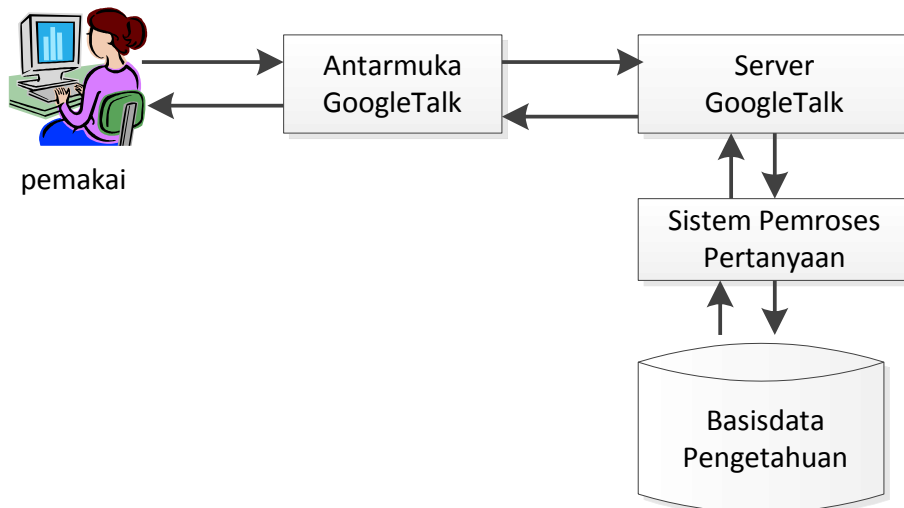 pemakai
Antarmuka
GoogleTalk
Server
GoogleTalk
Sistem Pemroses
Pertanyaan
Basisdata
Pengetahuan